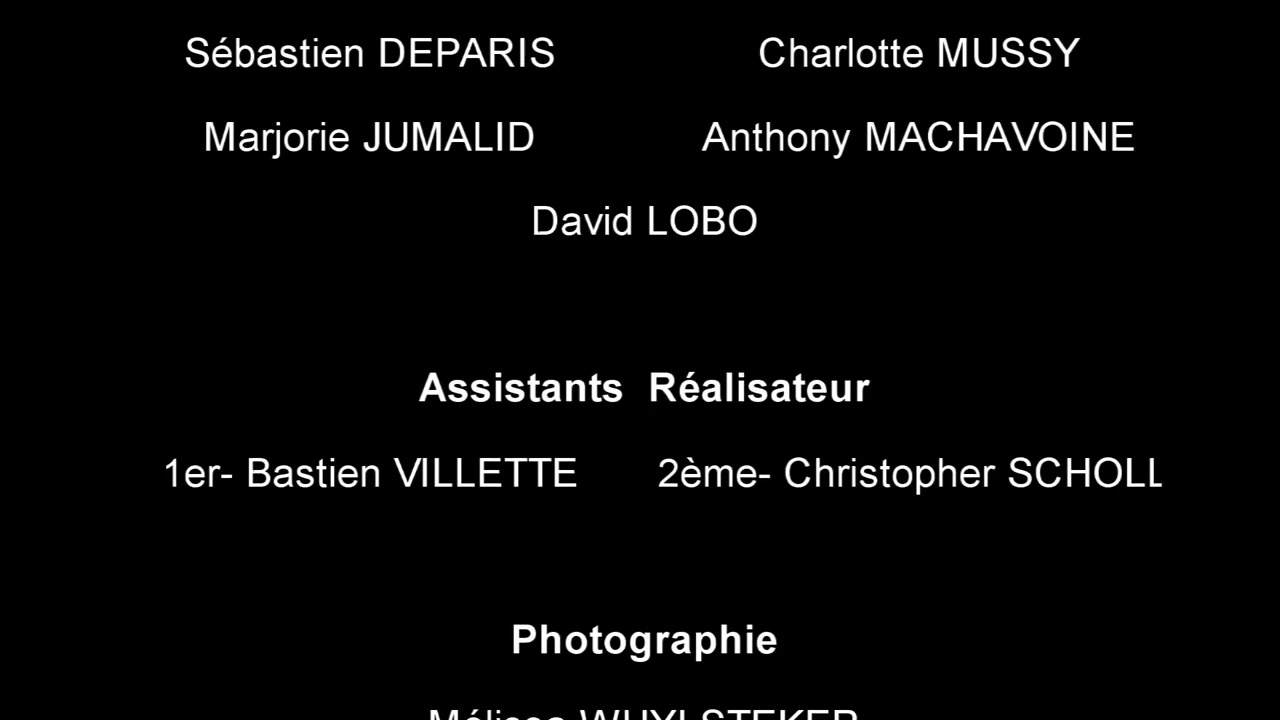 Sébastien DEPARIS Charlotte MUSSY
Marjorie JUMALID Anthony MACHAVOINE
David LOBO
Assistants Réalisateur
1er- Bastien VILLETTE 2ème- Christopher SCHOLL
Photographie
Mélissa WUYLSTEKER